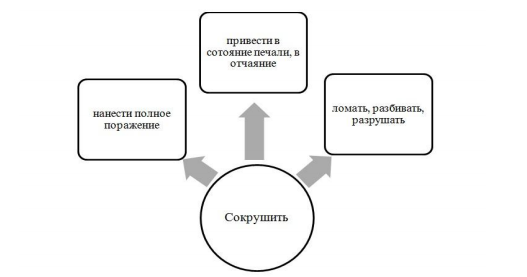 привести в
сотояние печали, в
отчаяние
нанести полное
поражение
ломать, разбивать,
разрушать
Сокрушить